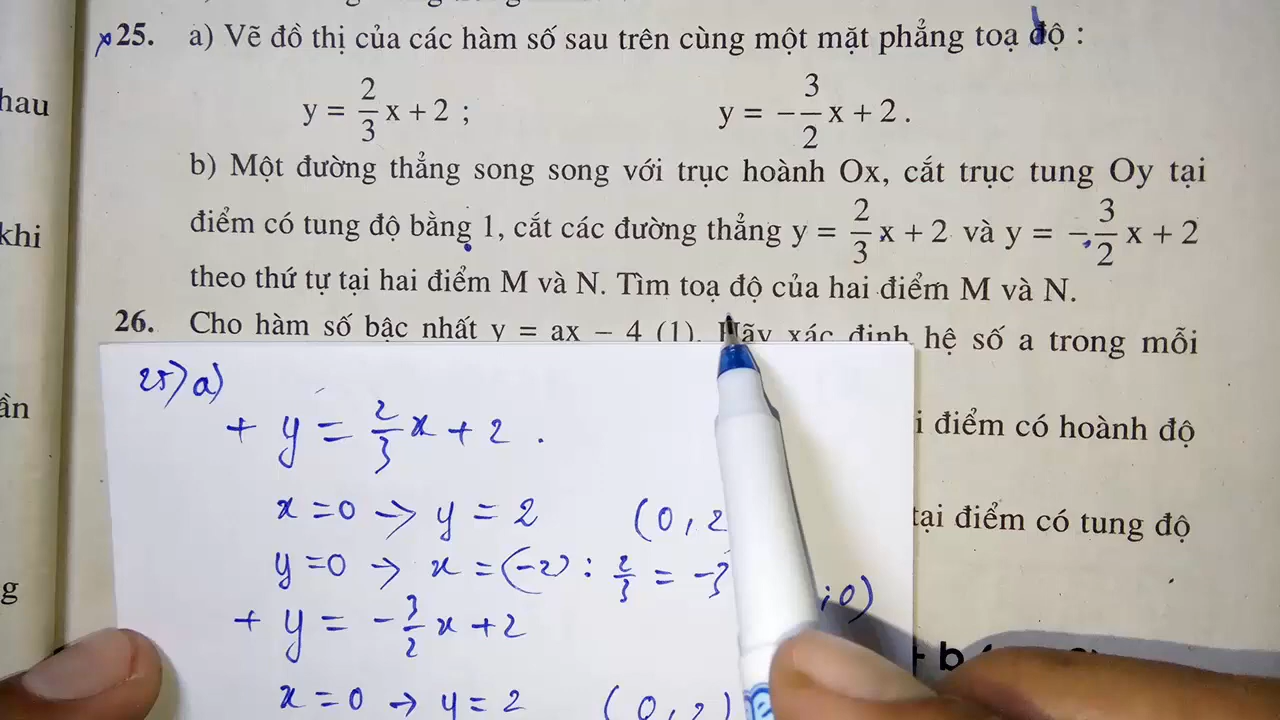 25. a) Vẽ đồ thị của các hàm số sau trên cùng một mặt phẳng toạ độ :
y = 2/3 x + 2 ; y = -3/2 x + 2 .
hau
b) Một đường thẳng song song với trục hoành Ox, cắt trục tung Oy tại
khi
điểm có tung độ bằng 1, cắt các đường thẳng y = 2/3 x + 2 và y = -3/2 x + 2
theo thứ tự tại hai điểm M và N. Tìm toạ độ của hai điểm M và N.
26. Cho hàm số bậc nhất y = ax - 4 (1). Hãy xác định hệ số a trong mỗi
25) a)
ần
i điểm có hoành độ
+ y = 2/3 x + 2 .
x = 0 → y = 2 (0, 2
tại điểm có tung độ
g
y = 0 → x = (-2) : 2/3 = -3 ; 0)
+ y = -3/2 x + 2
+ b
x = 0 → y = 2 (0, 2)